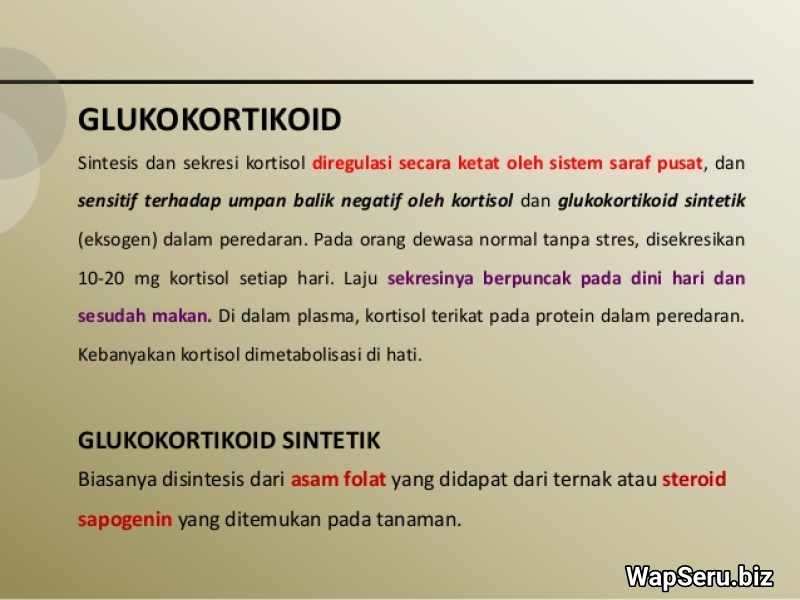 GLUKOKORTIKOID
Sintesis dan sekresi kortisol diregulasi secara ketat oleh sistem saraf pusat, dan
sensitif terhadap umpan balik negatif oleh kortisol dan glukokortikoid sintetik
(eksogen) dalam peredaran. Pada orang dewasa normal tanpa stres, disekresikan
10-20 mg kortisol setiap hari. Laju sekresinya berpuncak pada dini hari dan
sesudah makan. Di dalam plasma, kortisol terikat pada protein dalam peredaran.
Kebanyakan kortisol dimetabolisasi di hati.
GLUKOKORTIKOID SINTETIK
Biasanya disintesis dari asam folat yang didapat dari ternak atau steroid
sapogenin yang ditemukan pada tanaman.
WapSeru.biz